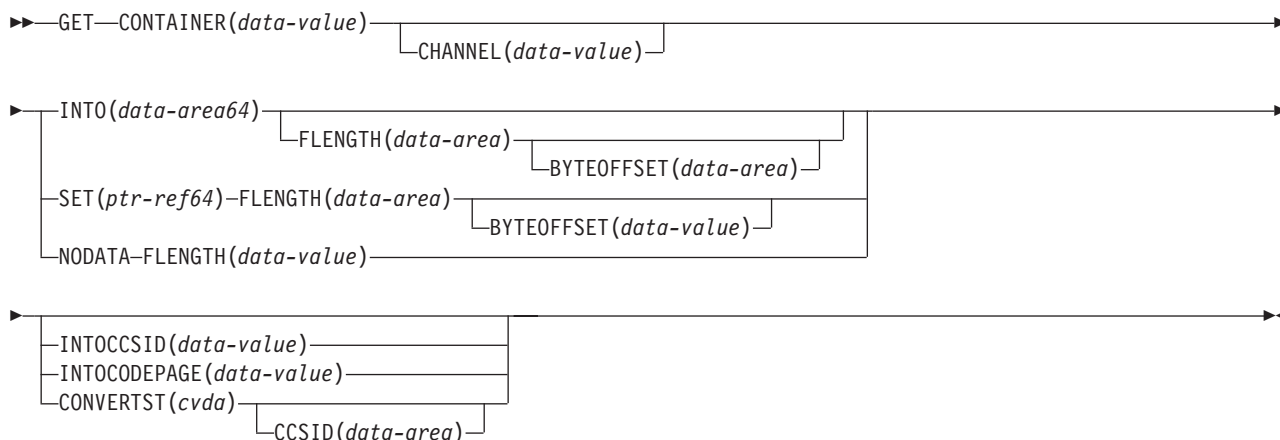 GET CONTAINER(data-value)
CHANNEL(data-value)
INTO(data-area64)
FLENGTH(data-area)
BYTEOFFSET(data-area)
SET(ptr-ref64) FLENGTH(data-area)
BYTEOFFSET(data-value)
NODATA FLENGTH(data-value)
INTOCCSID(data-value)
INTOCODEPAGE(data-value)
CONVERTST(cvda)
CCSID(data-area)